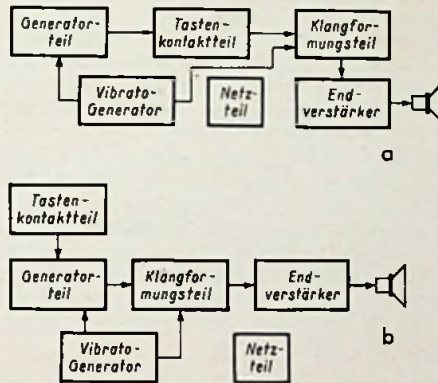 Generator-
teil
Tasten-
kontaktteil
Klangfor-
mungsteil
Vibrato-
Generator
Netz-
teil
End-
verstärker
a
Tasten-
kontaktteil
Generator-
teil
Klangfor-
mungsteil
End-
verstärker
Vibrato-
Generator
Netz-
teil
b